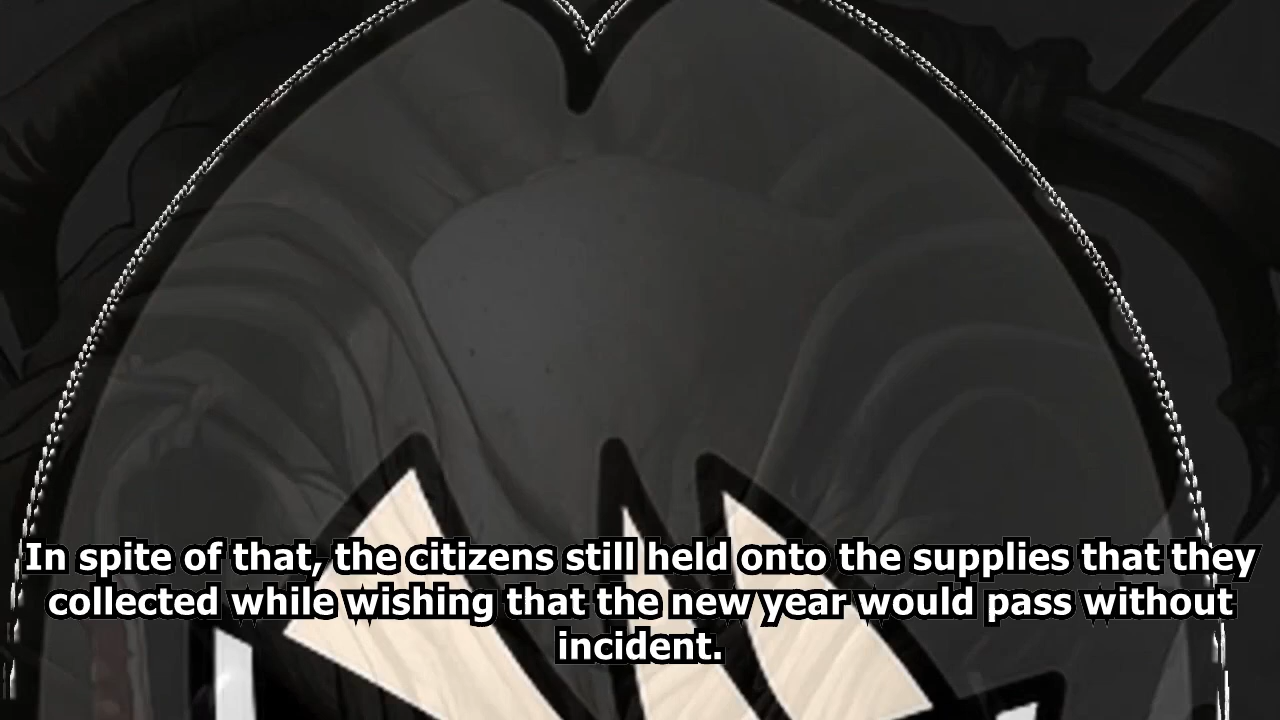 In spite of that, the citizens still held onto the supplies that they
collected while wishing that the new year would pass without
incident.